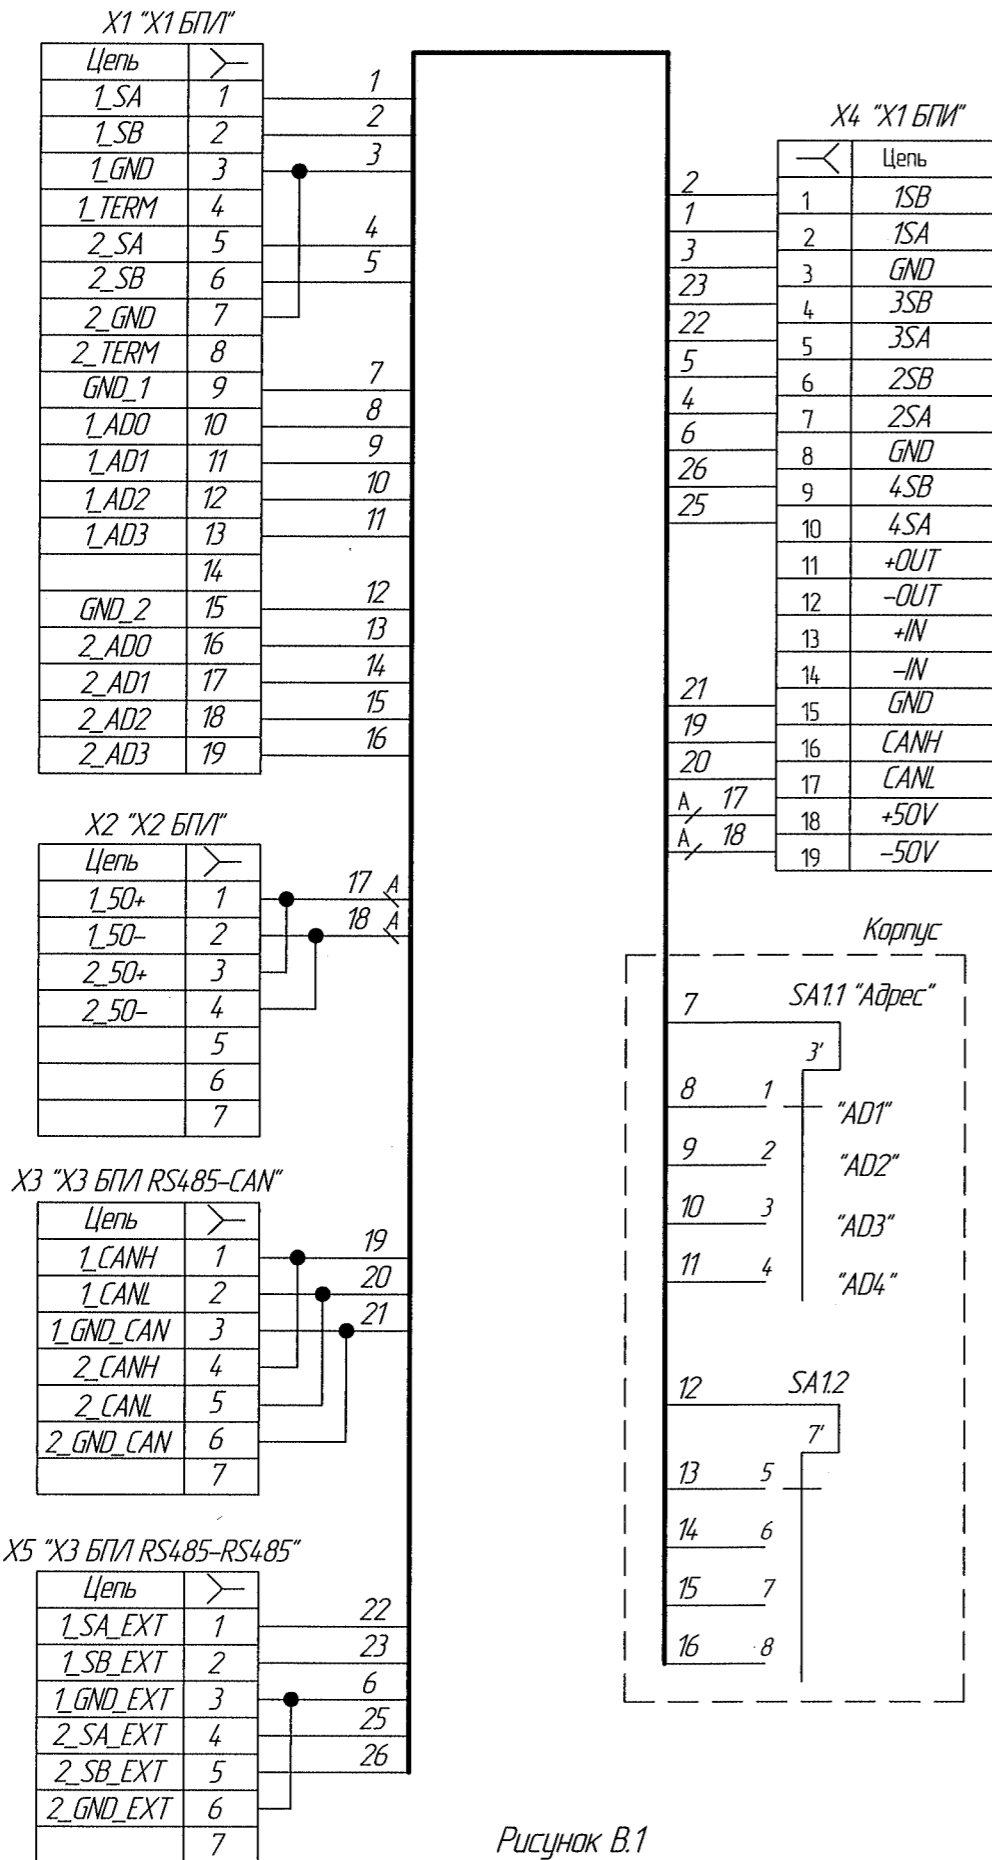 X1 "X1 БПЛ"
Цепь
1_SA 1 1
1_SB 2 2
1_GND 3 3
1_TERM 4
2_SA 5 4
2_SB 6 5
2_GND 7
2_TERM 8
GND_1 9 7
1_AD0 10 8
1_AD1 11 9
1_AD2 12 10
1_AD3 13 11
14
GND_2 15 12
2_AD0 16 13
2_AD1 17 14
2_AD2 18 15
2_AD3 19 16
X2 "X2 БПЛ"
Цепь
1_50+ 1 17 A
1_50- 2 18 A
2_50+ 3
2_50- 4
5
6
7
X3 "X3 БПЛ RS485-CAN"
Цепь
1_CANH 1 19
1_CANL 2 20
1_GND_CAN 3 21
2_CANH 4
2_CANL 5
2_GND_CAN 6
7
X5 "X3 БПЛ RS485-RS485"
Цепь
1_SA_EXT 1 22
1_SB_EXT 2 23
1_GND_EXT 3 6
2_SA_EXT 4 25
2_SB_EXT 5 26
2_GND_EXT 6
7
X4 "X1 БПИ"
Цепь
2 1 1SB
1 2 1SA
3 3 GND
23 4 3SB
22 5 3SA
5 6 2SB
4 7 2SA
6 8 GND
26 9 4SB
25 10 4SA
11 +OUT
12 -OUT
13 +IN
14 -IN
21 15 GND
19 16 CANH
20 17 CANL
A 17 18 +50V
A 18 19 -50V
Корпус
7 SA1.1 "Адрес"
3'
8 1 "AD1"
9 2 "AD2"
10 3 "AD3"
11 4 "AD4"
12 SA1.2
7'
13 5
14 6
15 7
16 8
Рисунок В.1